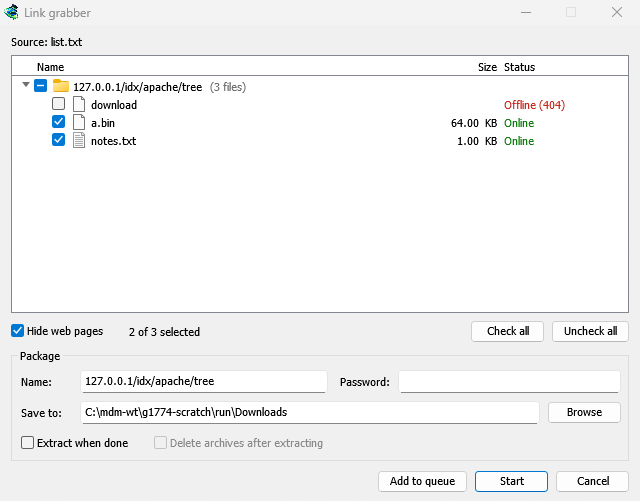 Link grabber
Source: list.txt
Name Size Status
127.0.0.1/idx/apache/tree (3 files)
download Offline (404)
a.bin 64.00 KB Online
notes.txt 1.00 KB Online
Hide web pages 2 of 3 selected Check all Uncheck all
Package
Name: 127.0.0.1/idx/apache/tree Password:
Save to: C:\mdm-wt\g1774-scratch\run\Downloads Browse
Extract when done Delete archives after extracting
Add to queue Start Cancel